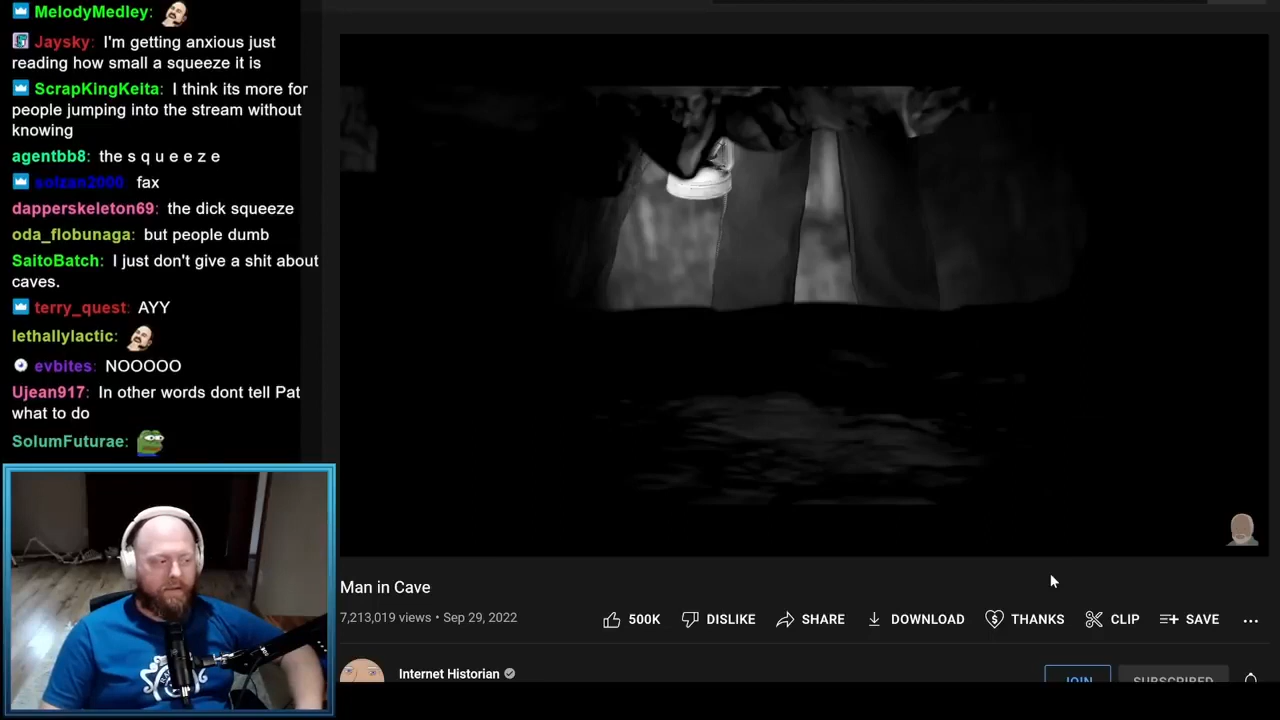 MelodyMedley:
Jaysky: I'm getting anxious just
reading how small a squeeze it is
ScrapKingKeita: I think its more for
people jumping into the stream without
knowing
agentbb8: the s q u e e z e
solzan2000 fax
dapperskeleton69: the dick squeeze
oda_flobunaga: but people dumb
SaitoBatch: I just don't give a shit about
caves.
terry_quest: AYY
lethallylactic:
evbites: NOOOOO
Ujean917: In other words dont tell Pat
what to do
SolumFuturae:
Man in Cave
7,213,019 views • Sep 29, 2022
500K
DISLIKE
SHARE
DOWNLOAD
THANKS
CLIP
SAVE
Internet Historian
JOIN
SUBSCRIBED